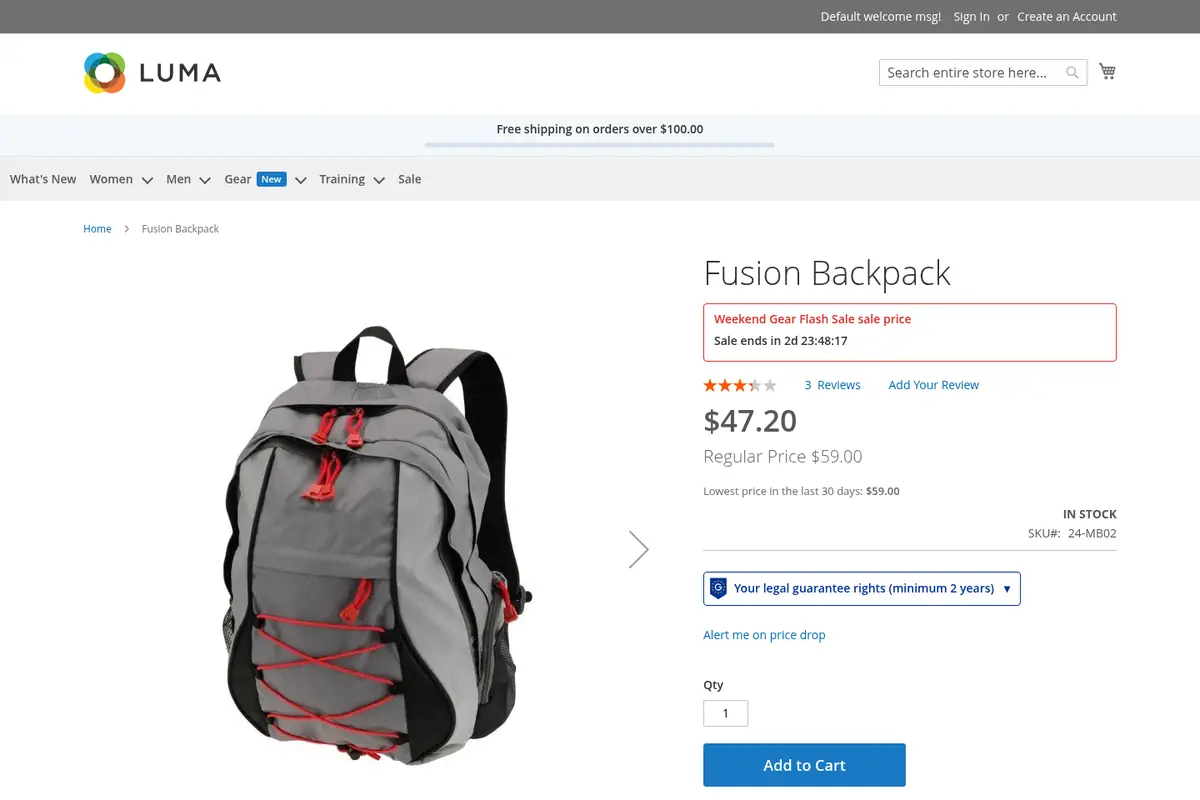 Default welcome msg! Sign In or Create an Account
LUMA
Search entire store here...
Free shipping on orders over $100.00
What's New Women Men Gear New Training Sale
Home Fusion Backpack
Fusion Backpack
Weekend Gear Flash Sale sale price
Sale ends in 2d 23:48:17
3 Reviews Add Your Review
$47.20
Regular Price $59.00
Lowest price in the last 30 days: $59.00
IN STOCK
SKU#: 24-MB02
G Your legal guarantee rights (minimum 2 years)
Alert me on price drop
Qty
1
Add to Cart